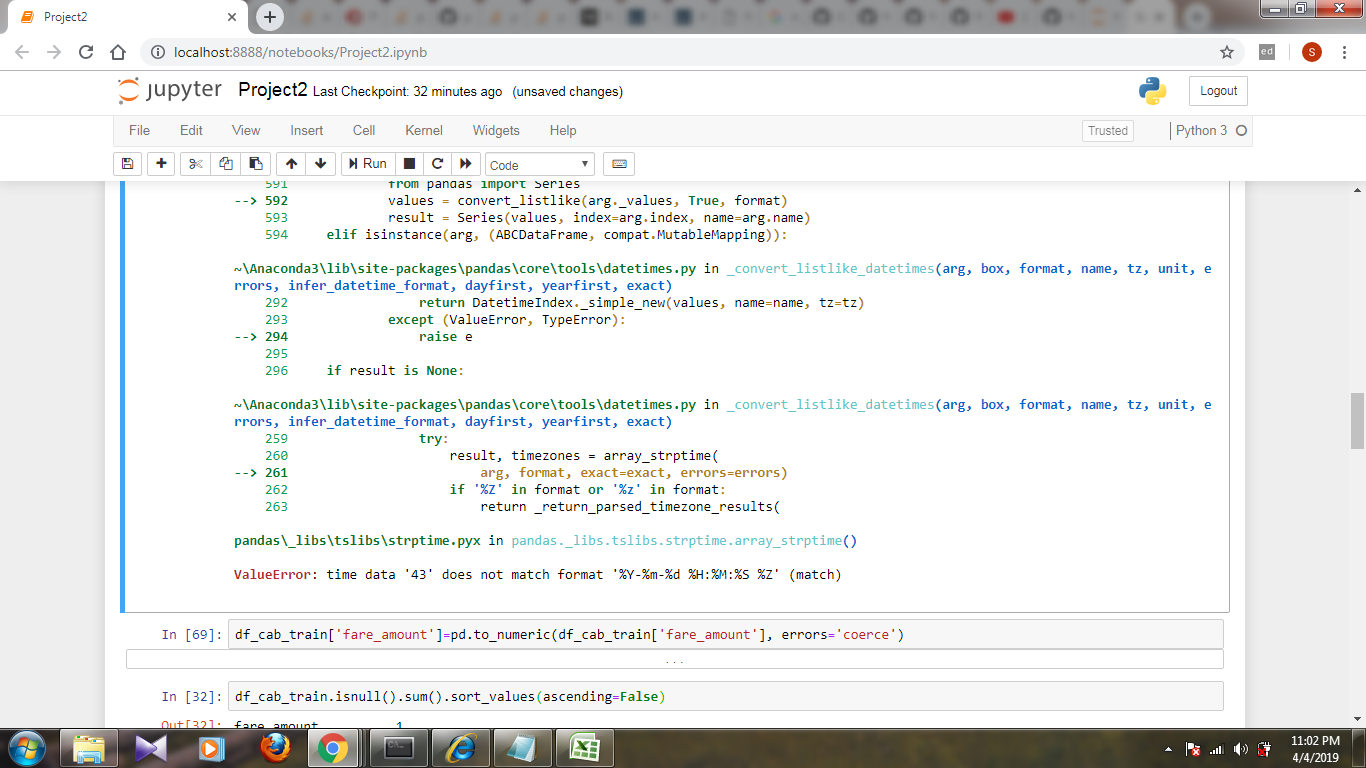 Project2
localhost:8888/notebooks/Project2.ipynb
ed
S
jupyter Project2 Last Checkpoint: 32 minutes ago (unsaved changes)
Logout
File Edit View Insert Cell Kernel Widgets Help
Trusted Python 3
Run Code
591 from pandas import Series
--> 592 values = convert_listlike(arg._values, True, format)
593 result = Series(values, index=arg.index, name=arg.name)
594 elif isinstance(arg, (ABCDataFrame, compat.MutableMapping)):
~\Anaconda3\lib\site-packages\pandas\core\tools\datetimes.py in _convert_listlike_datetimes(arg, box, format, name, tz, unit, e
rrors, infer_datetime_format, dayfirst, yearfirst, exact)
292 return DatetimeIndex._simple_new(values, name=name, tz=tz)
293 except (ValueError, TypeError):
--> 294 raise e
295
296 if result is None:
~\Anaconda3\lib\site-packages\pandas\core\tools\datetimes.py in _convert_listlike_datetimes(arg, box, format, name, tz, unit, e
rrors, infer_datetime_format, dayfirst, yearfirst, exact)
259 try:
260 result, timezones = array_strptime(
--> 261 arg, format, exact=exact, errors=errors)
262 if '%Z' in format or '%z' in format:
263 return _return_parsed_timezone_results(
pandas\_libs\tslibs\strptime.pyx in pandas._libs.tslibs.strptime.array_strptime()
ValueError: time data '43' does not match format '%Y-%m-%d %H:%M:%S %Z' (match)
In [69]: df_cab_train['fare_amount']=pd.to_numeric(df_cab_train['fare_amount'], errors='coerce')
...
In [32]: df_cab_train.isnull().sum().sort_values(ascending=False)
Out[32]: fare_amount 1
11:02 PM
4/4/2019